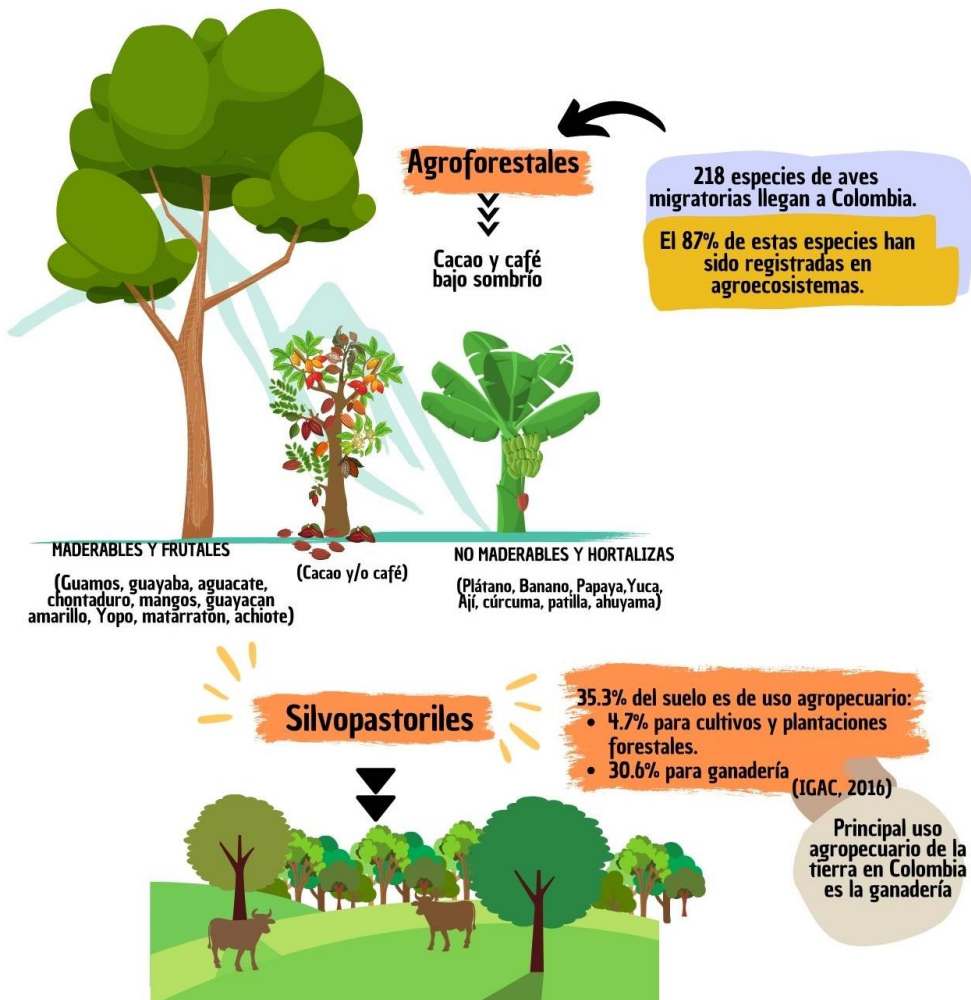 Agroforestales
Cacao y café
bajo sombrío
218 especies de aves
migratorias llegan a Colombia.
El 87% de estas especies han
sido registradas en
agroecosistemas.
MADERABLES Y FRUTALES
(Guamos, guayaba, aguacate,
chontaduro, mangos, guayacan
amarillo, Yopo, matarraton, achiote)
(Cacao y/o café)
NO MADERABLES Y HORTALIZAS
(Plátano, Banano, Papaya,Yuca,
Ají, cúrcuma, patilla, ahuyama)
Silvopastoriles
35.3% del suelo es de uso agropecuario:
• 4.7% para cultivos y plantaciones
forestales.
• 30.6% para ganadería
(IGAC, 2016)
Principal uso
agropecuario de la
tierra en Colombia
es la ganadería